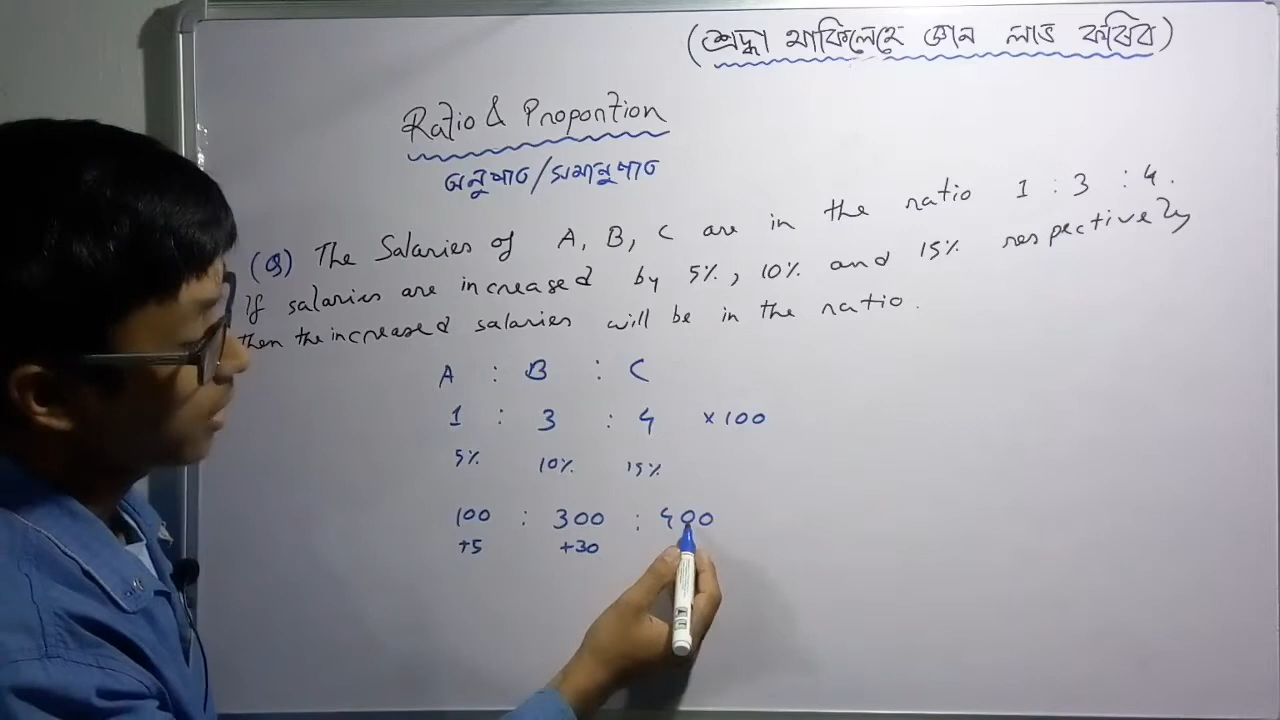 (শ্ৰদ্ধা থাকিলেহে জ্ঞান লাভ কৰিব)
Ratio & Proportion
অনুপাত/সমানুপাত
(Q) The Salaries of A, B, C are in the ratio 1 : 3 : 4.
If salaries are increased by 5%, 10% and 15% respectively
then the increased salaries will be in the ratio.
A : B : C
1 : 3 : 4 ×100
5% 10% 15%
100 : 300 : 400
+5 +30